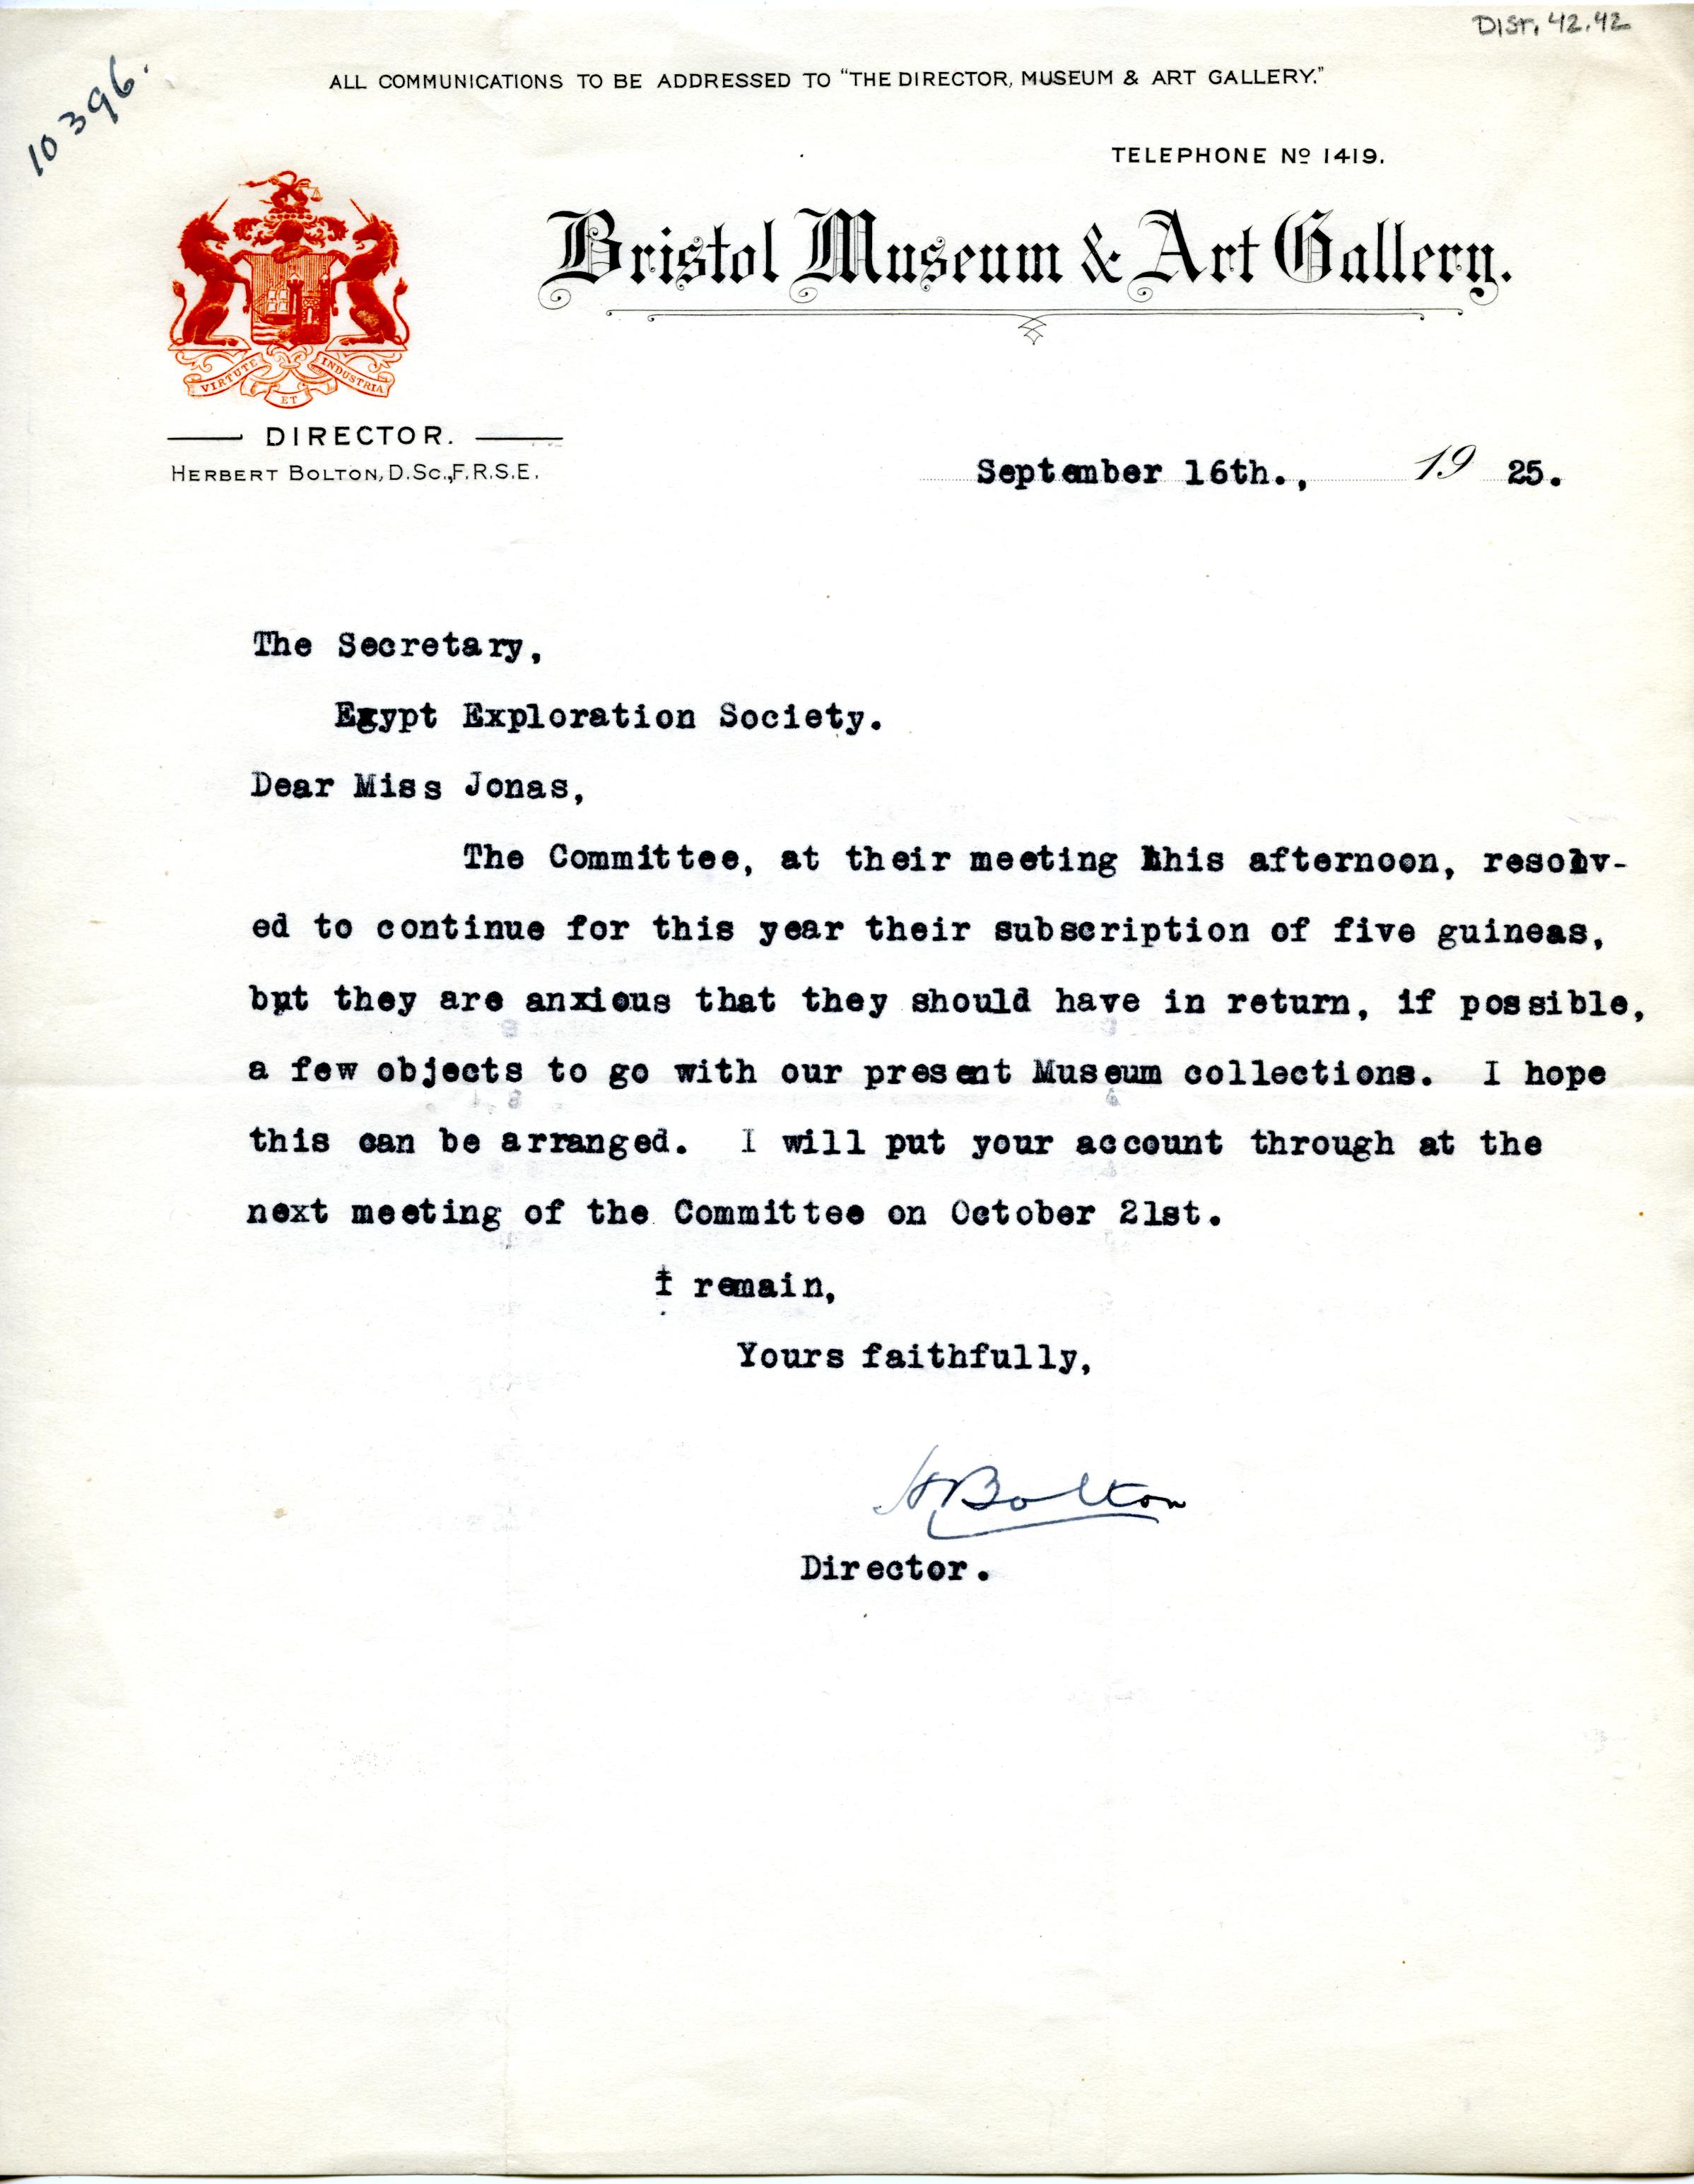 Dist. 42.42
10396.
ALL COMMUNICATIONS TO BE ADDRESSED TO "THE DIRECTOR, MUSEUM & ART GALLERY."
TELEPHONE Nº 1419.
Bristol Museum & Art Gallery.
VIRTUTE ET INDUSTRIA
DIRECTOR.
HERBERT BOLTON, D.Sc., F.R.S.E.
September 16th., 19 25.
The Secretary,
Egypt Exploration Society.
Dear Miss Jonas,
The Committee, at their meeting this afternoon, resolv-
ed to continue for this year their subscription of five guineas,
but they are anxious that they should have in return, if possible,
a few objects to go with our present Museum collections. I hope
this can be arranged. I will put your account through at the
next meeting of the Committee on October 21st.
I remain,
Yours faithfully,
H Bolton
Director.